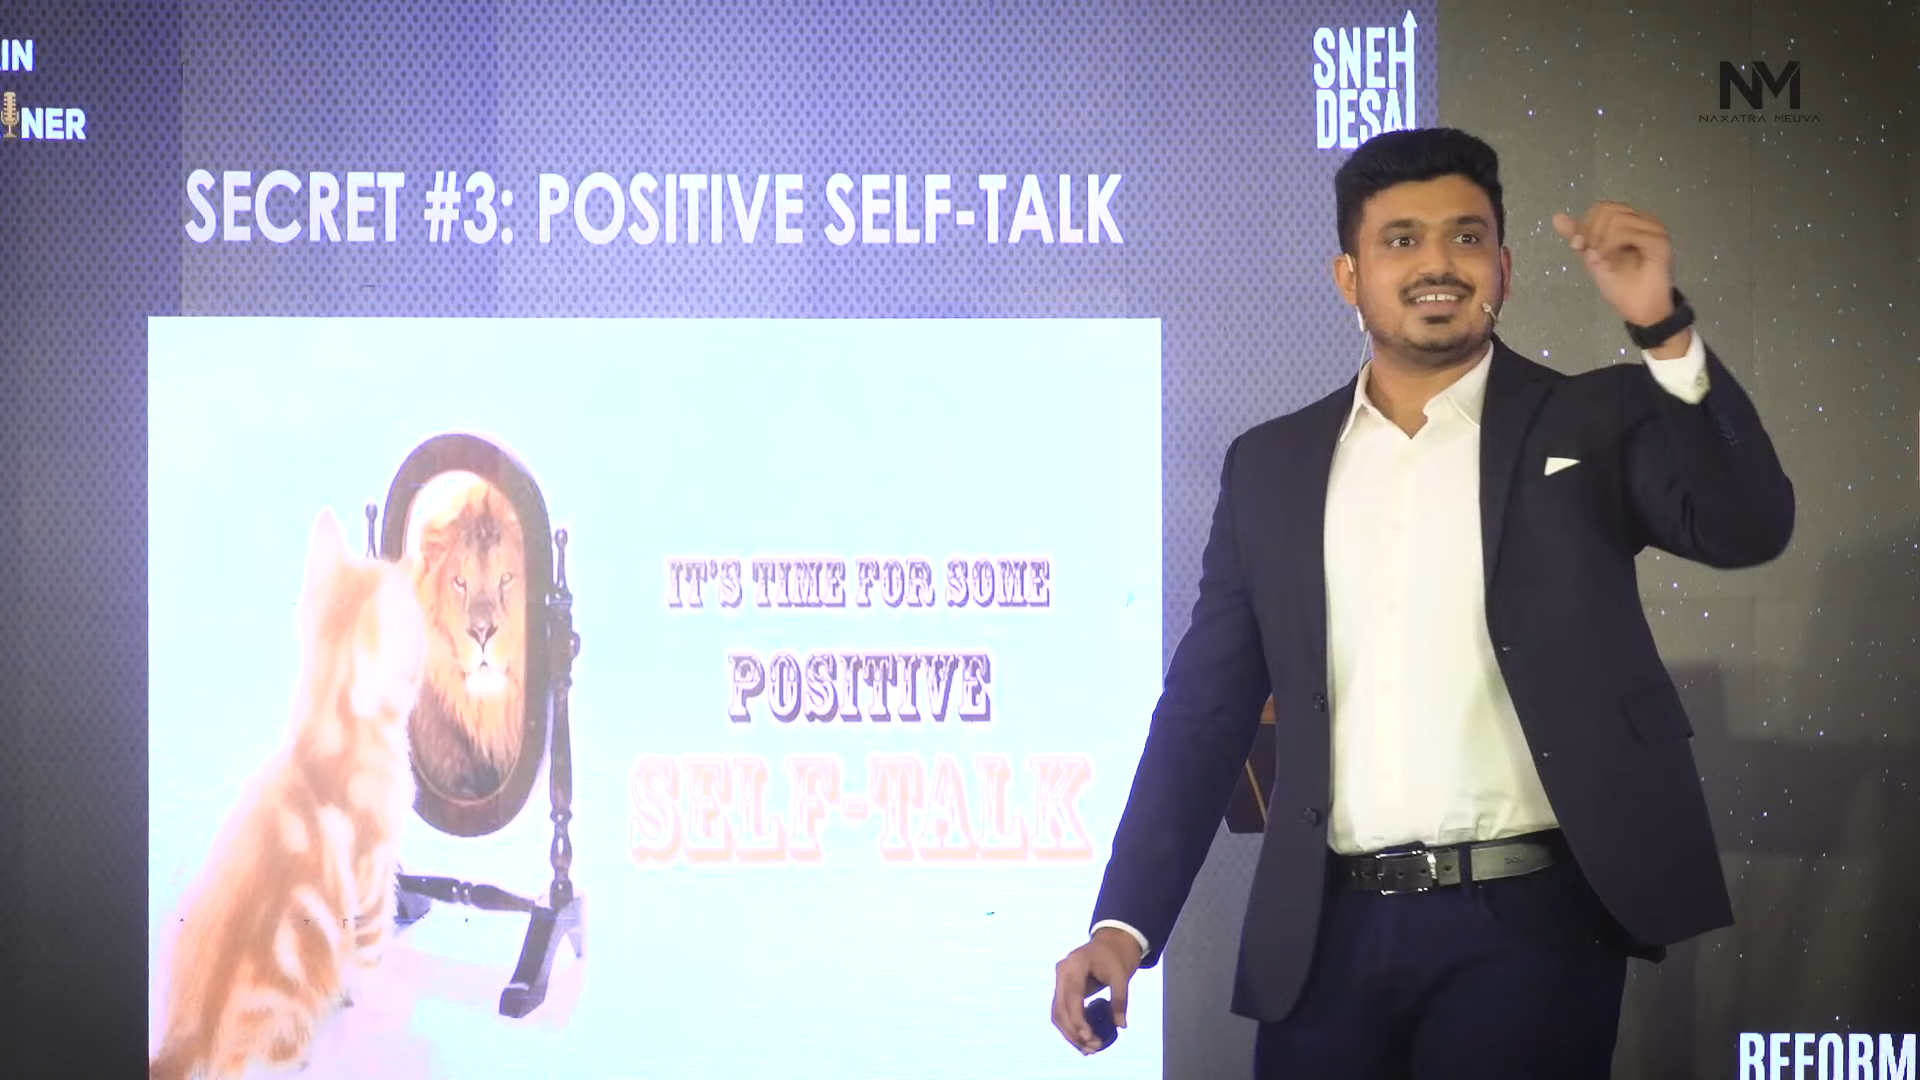 IN
NER
SNEH
DESAI
NM
NAXATRA MEUVA
SECRET #3: POSITIVE SELF-TALK
IT'S TIME FOR SOME
POSITIVE
SELF-TALK
REFORM